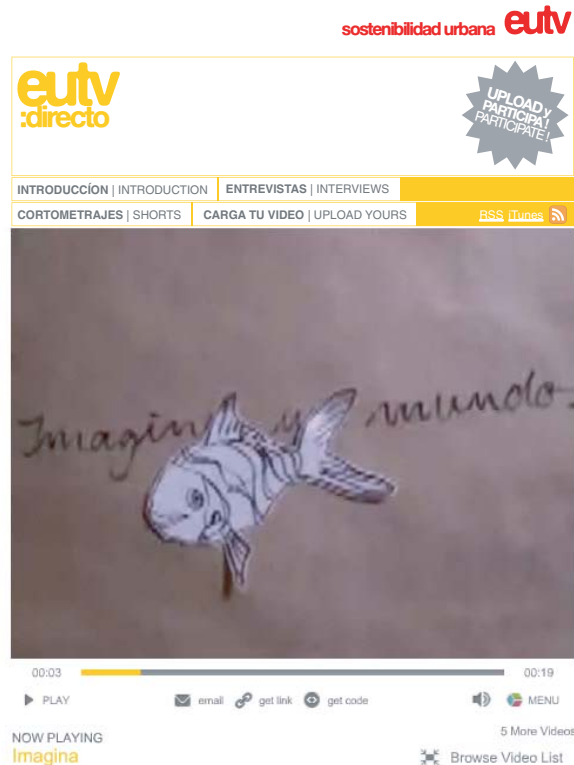 sostenibilidad urbana eutv
eutv
:directo
UPLOAD y
PARTICIPA!
PARTICIPATE!
INTRODUCCÍON | INTRODUCTION
ENTREVISTAS | INTERVIEWS
CORTOMETRAJES | SHORTS
CARGA TU VIDEO | UPLOAD YOURS
RSS iTunes
mundo.
00:03
00:19
PLAY
email
get link
get code
MENU
NOW PLAYING
5 More Videos
Imagina
Browse Video List